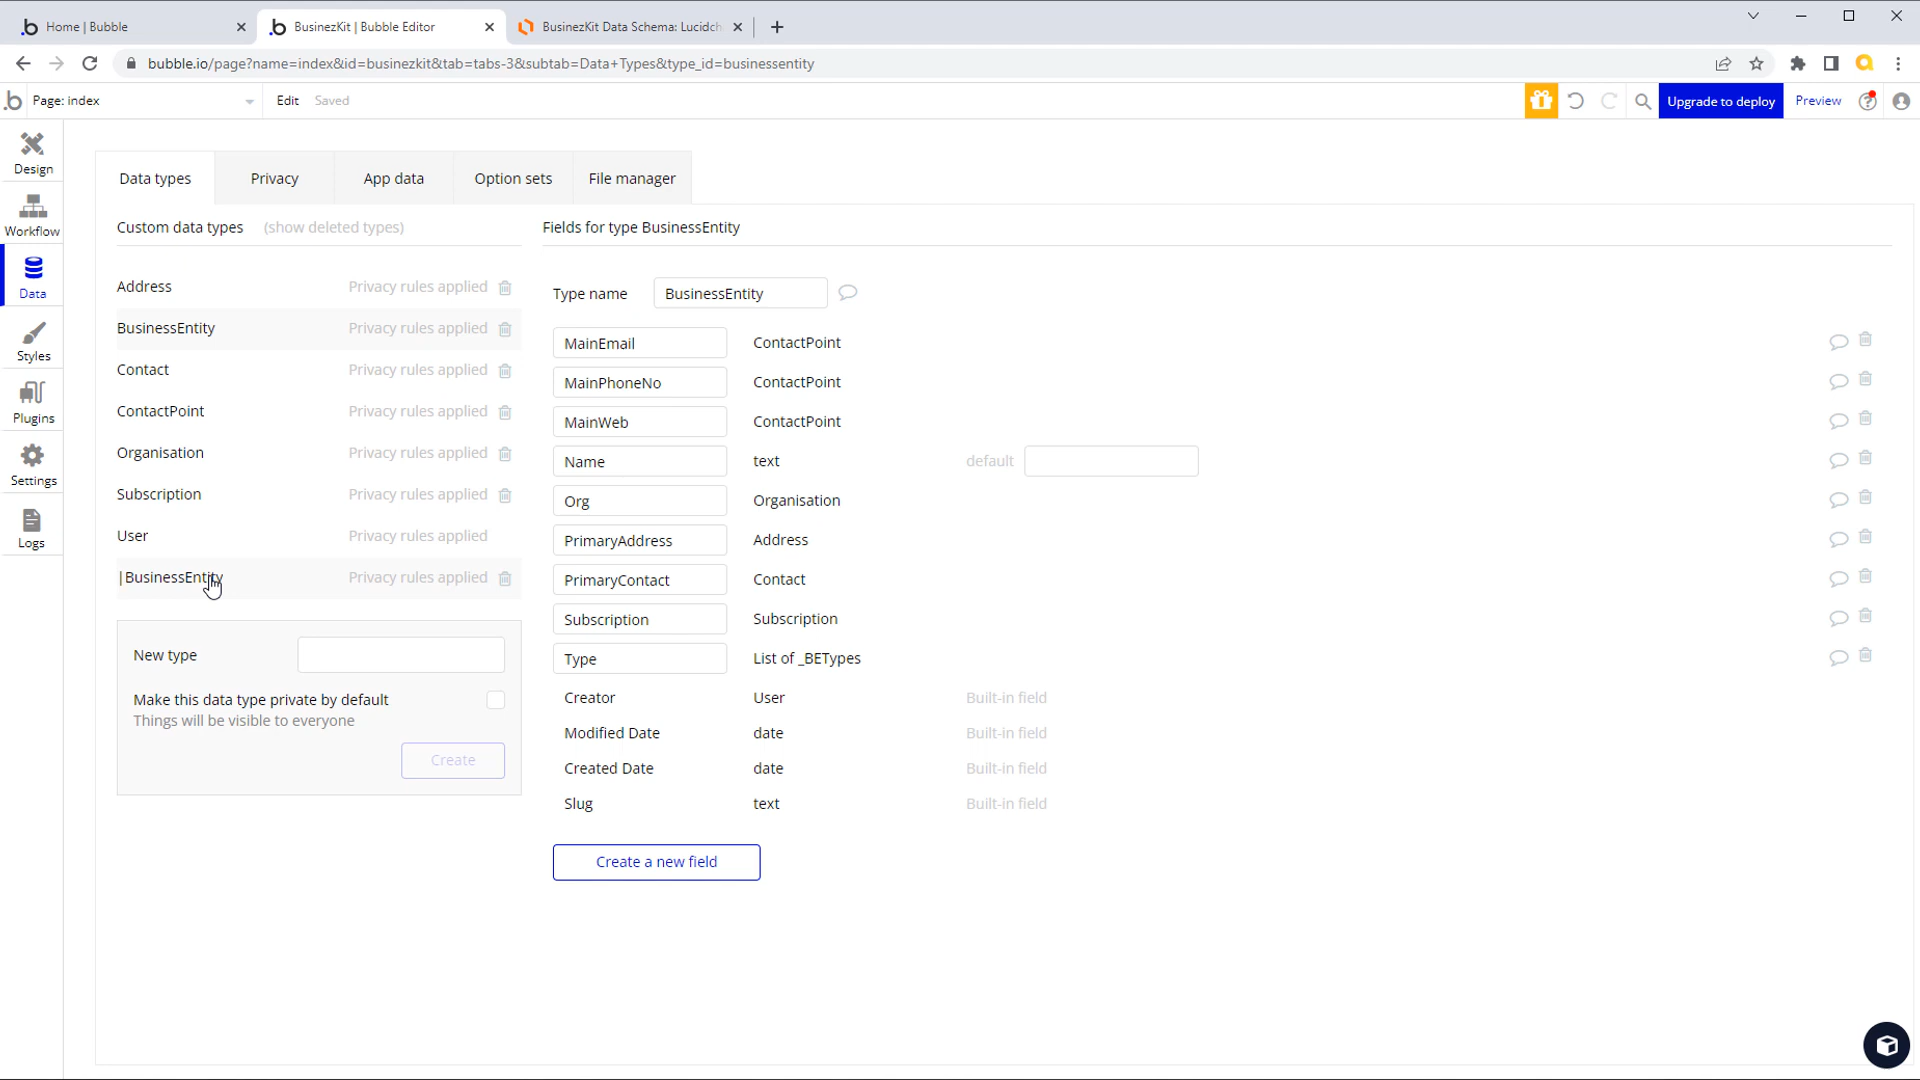 Home | Bubble
BusinezKit | Bubble Editor
BusinezKit Data Schema: Lucidch
bubble.io/page?name=index&id=businezkit&tab=tabs-3&subtab=Data+Types&type_id=businessentity
Page: index
Edit
Saved
Upgrade to deploy
Preview
Design
Workflow
Data
Styles
Plugins
Settings
Logs
Data types
Privacy
App data
Option sets
File manager
Custom data types
(show deleted types)
Fields for type BusinessEntity
Address
Privacy rules applied
BusinessEntity
Privacy rules applied
Contact
Privacy rules applied
ContactPoint
Privacy rules applied
Organisation
Privacy rules applied
Subscription
Privacy rules applied
User
Privacy rules applied
|BusinessEntity
Privacy rules applied
New type
Make this data type private by default
Things will be visible to everyone
Create
Type name
BusinessEntity
MainEmail
ContactPoint
MainPhoneNo
ContactPoint
MainWeb
ContactPoint
Name
text
default
Org
Organisation
PrimaryAddress
Address
PrimaryContact
Contact
Subscription
Subscription
Type
List of _BETypes
Creator
User
Built-in field
Modified Date
date
Built-in field
Created Date
date
Built-in field
Slug
text
Built-in field
Create a new field